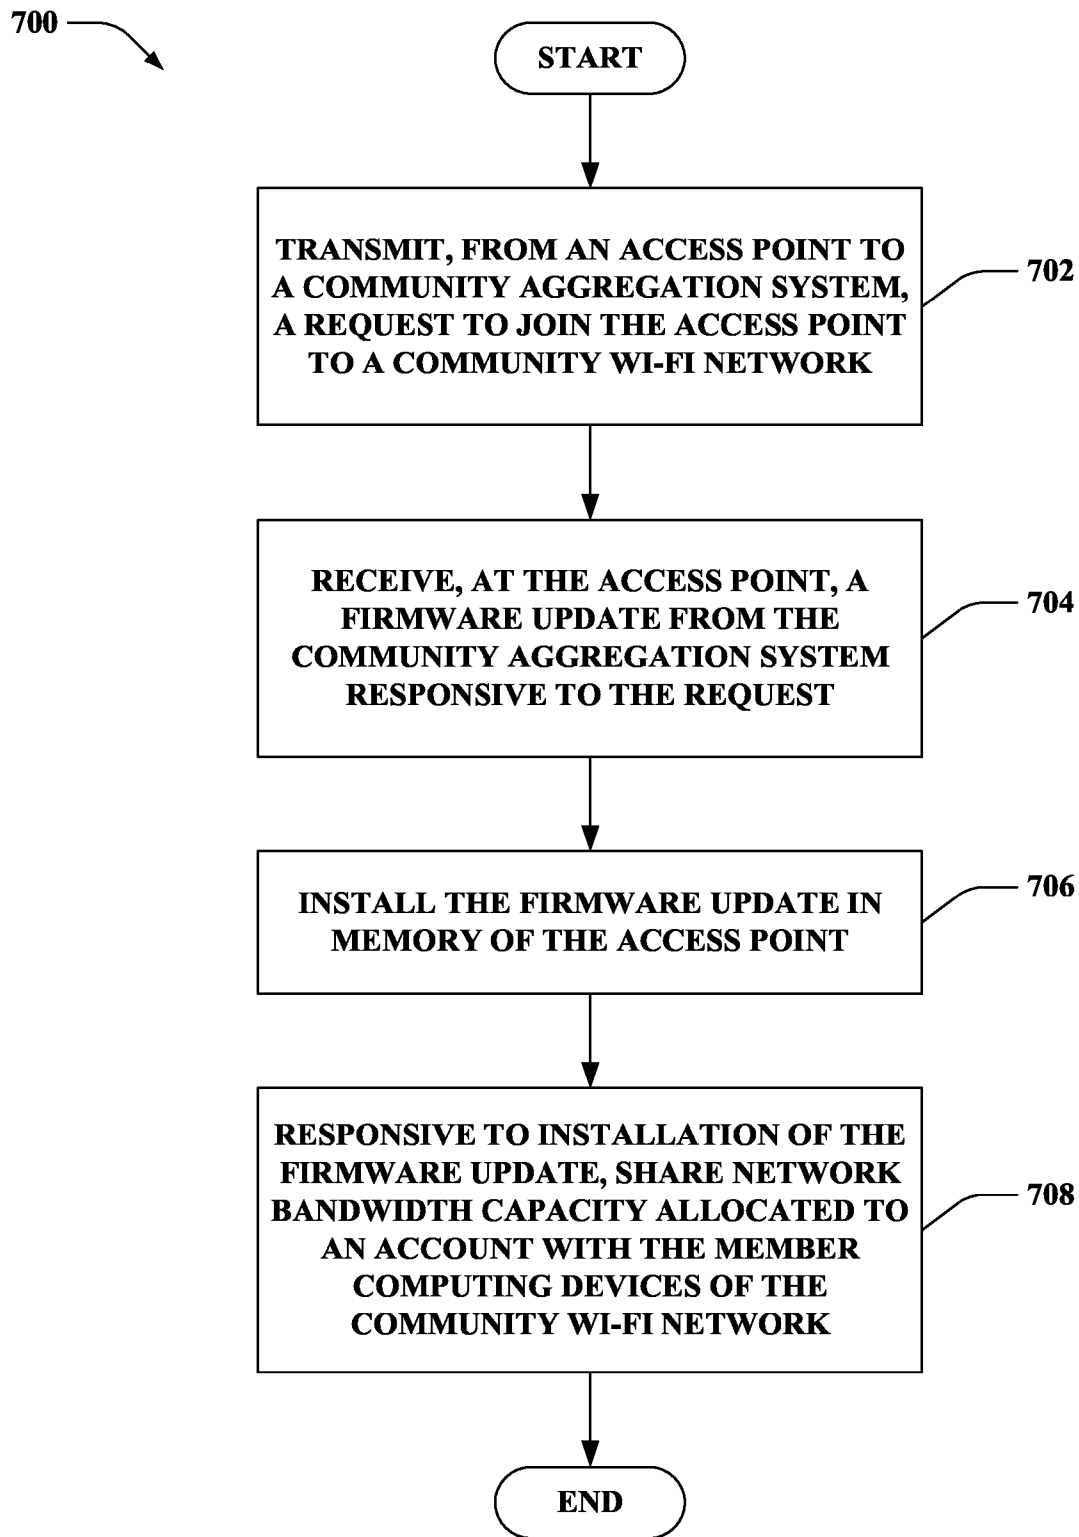 700
START
TRANSMIT, FROM AN ACCESS POINT TO
A COMMUNITY AGGREGATION SYSTEM,
A REQUEST TO JOIN THE ACCESS POINT
TO A COMMUNITY WI-FI NETWORK
702
RECEIVE, AT THE ACCESS POINT, A
FIRMWARE UPDATE FROM THE
COMMUNITY AGGREGATION SYSTEM
RESPONSIVE TO THE REQUEST
704
INSTALL THE FIRMWARE UPDATE IN
MEMORY OF THE ACCESS POINT
706
RESPONSIVE TO INSTALLATION OF THE
FIRMWARE UPDATE, SHARE NETWORK
BANDWIDTH CAPACITY ALLOCATED TO
AN ACCOUNT WITH THE MEMBER
COMPUTING DEVICES OF THE
COMMUNITY WI-FI NETWORK
708
END